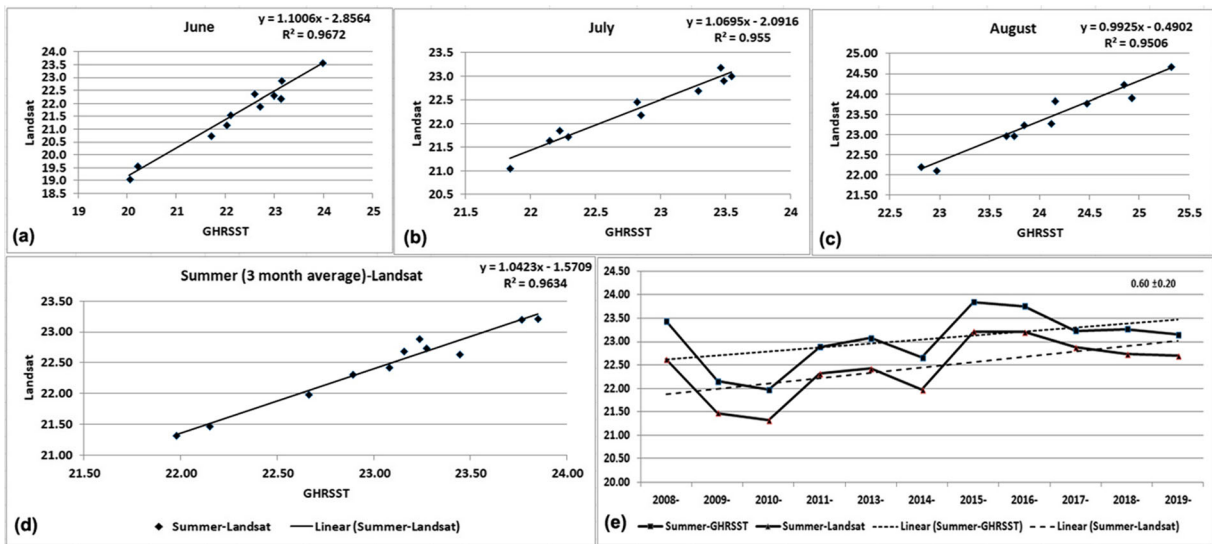 June
y = 1.1006x - 2.8564
R² = 0.9672
24.0
23.5
23.0
22.5
22.0
21.5
21.0
20.5
20.0
19.5
19.0
18.5
Landsat
19 20 21 22 23 24 25
GHRSST
(a)
July
y = 1.0695x - 2.0916
R² = 0.955
23.5
23.0
22.5
22.0
21.5
21.0
20.5
Landsat
21.5 22 22.5 23 23.5 24
GHRSST
(b)
August
y = 0.9925x - 0.4902
R² = 0.9506
25.00
24.50
24.00
23.50
23.00
22.50
22.00
21.50
Landsat
22.5 23 23.5 24 24.5 25 25.5
GHRSST
(c)
Summer (3 month average)-Landsat
y = 1.0423x - 1.5709
R² = 0.9634
23.50
23.00
22.50
22.00
21.50
21.00
Landsat
21.50 22.00 22.50 23.00 23.50 24.00
GHRSST
(d)
Summer-Landsat Linear (Summer-Landsat)
0.60 ±0.20
24.50
24.00
23.50
23.00
22.50
22.00
21.50
21.00
20.50
20.00
2008- 2009- 2010- 2011- 2013- 2014- 2015- 2016- 2017- 2018- 2019-
(e)
Summer-GHRSST Summer-Landsat Linear (Summer-GHRSST) Linear (Summer-Landsat)